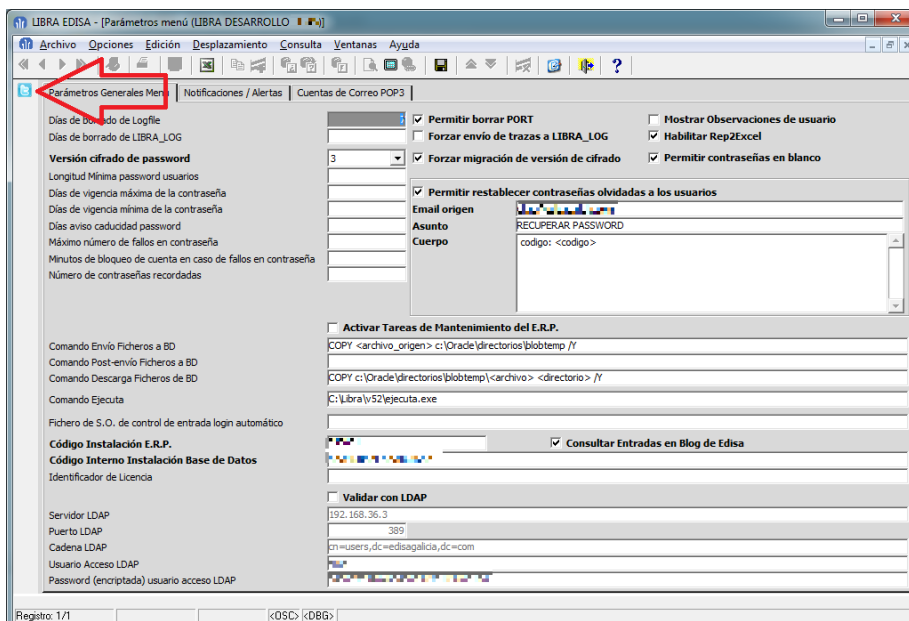 LIBRA EDISA - [Parámetros menú (LIBRA DESARROLLO
Archivo Opciones Edición Desplazamiento Consulta Ventanas Ayuda
Parámetros Generales Menú Notificaciones / Alertas Cuentas de Correo POP3
Días de borrado de Logfile 7 Permitir borrar PORT Mostrar Observaciones de usuario
Días de borrado de LIBRA_LOG Forzar envío de trazas a LIBRA_LOG Habilitar Rep2Excel
Versión cifrado de password 3 Forzar migración de versión de cifrado Permitir contraseñas en blanco
Longitud Mínima password usuarios
Días de vigencia máxima de la contraseña Permitir restablecer contraseñas olvidadas a los usuarios
Días de vigencia mínima de la contraseña Email origen
Días aviso caducidad password Asunto RECUPERAR PASSWORD
Máximo número de fallos en contraseña Cuerpo codigo: <codigo>
Minutos de bloqueo de cuenta en caso de fallos en contraseña
Número de contraseñas recordadas
Activar Tareas de Mantenimiento del E.R.P.
Comando Envío Ficheros a BD COPY <archivo_origen> c:\Oracle\directorios\blobtemp /Y
Comando Post-envío Ficheros a BD
Comando Descarga Ficheros de BD COPY c:\Oracle\directorios\blobtemp\<archivo> <directorio> /Y
Comando Ejecuta C:\Libra\v52\ejecuta.exe
Fichero de S.O. de control de entrada login automático
Código Instalación E.R.P. Consultar Entradas en Blog de Edisa
Código Interno Instalación Base de Datos
Identificador de Licencia
Validar con LDAP
Servidor LDAP 192.168.36.3
Puerto LDAP 389
Cadena LDAP cn=users,dc=edisagalicia,dc=com
Usuario Acceso LDAP
Password (encriptada) usuario acceso LDAP
Registro: 1/1 <OSC> <DBG>